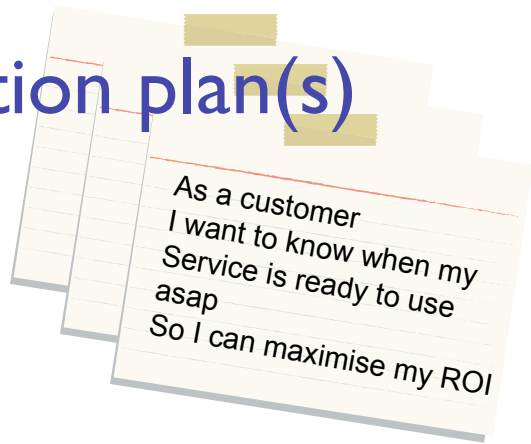 tion plan(s)
As a customer
I want to know when my
Service is ready to use
asap
So I can maximise my ROI